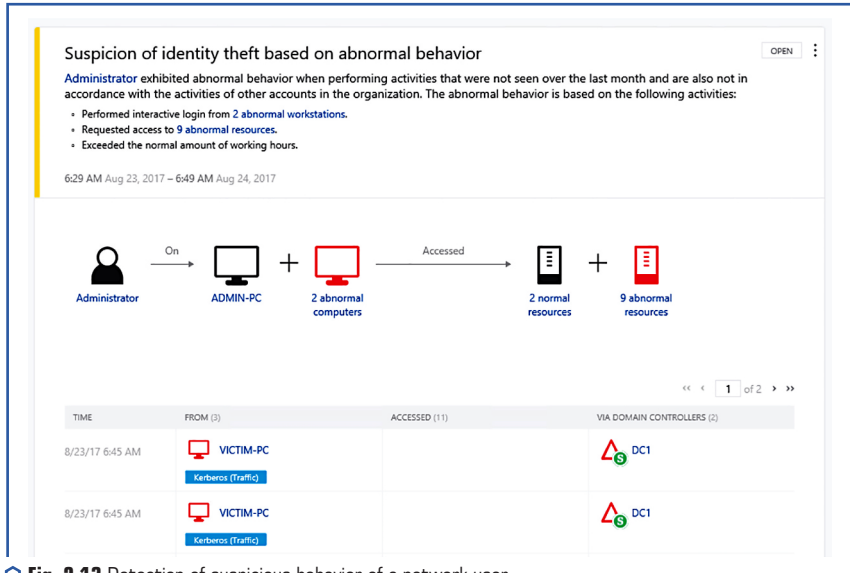 Suspicion of identity theft based on abnormal behavior
OPEN
Administrator exhibited abnormal behavior when performing activities that were not seen over the last month and are also not in
accordance with the activities of other accounts in the organization. The abnormal behavior is based on the following activities:
• Performed interactive login from 2 abnormal workstations.
• Requested access to 9 abnormal resources.
• Exceeded the normal amount of working hours.
6:29 AM Aug 23, 2017 – 6:49 AM Aug 24, 2017
On
Accessed
Administrator
ADMIN-PC
2 abnormal
computers
2 normal
resources
9 abnormal
resources
1 of 2
TIME FROM (3) ACCESSED (11) VIA DOMAIN CONTROLLERS (2)
8/23/17 6:45 AM VICTIM-PC S DC1
Kerberos (Traffic)
8/23/17 6:45 AM VICTIM-PC S DC1
Kerberos (Traffic)